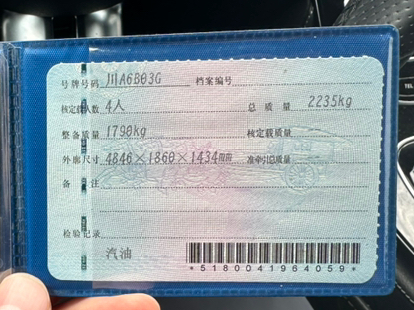 号牌号码 川A6B03G 档案编号
核定载人数 4人 总质量 2235kg
整备质量 1790kg 核定载质量
外廓尺寸 4846×1860×1434mm 准牵引总质量
备注
检验记录
汽油
*5180041964059*